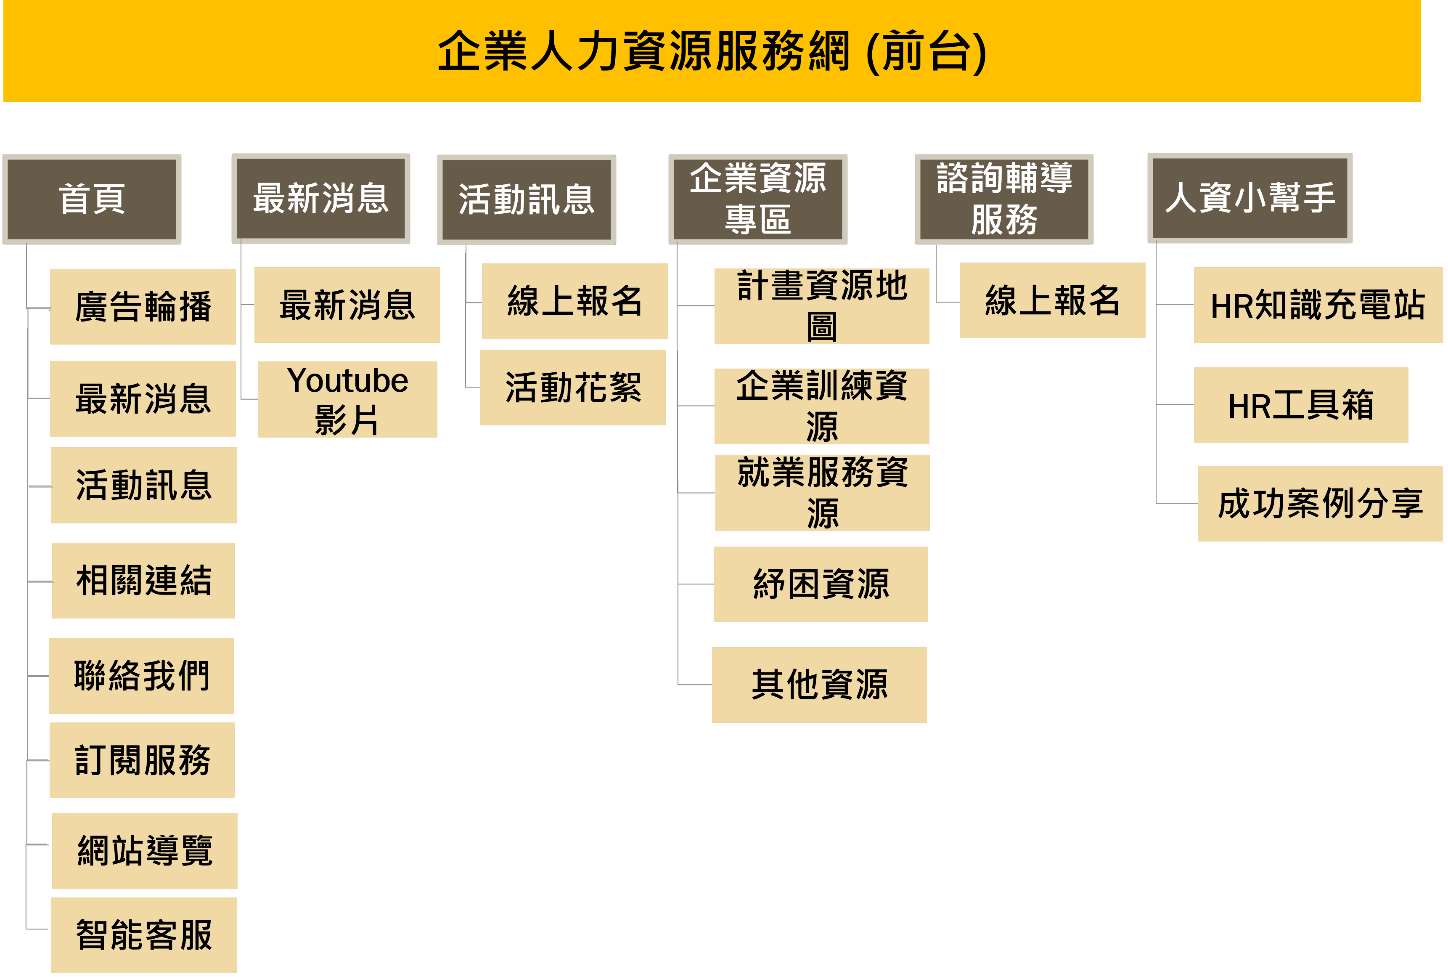 企業人力資源服務網 (前台)
首頁
廣告輪播
最新消息
活動訊息
相關連結
聯絡我們
訂閱服務
網站導覽
智能客服
最新消息
最新消息
Youtube
影片
活動訊息
線上報名
活動花絮
企業資源
專區
計畫資源地
圖
企業訓練資
源
就業服務資
源
紓困資源
其他資源
諮詢輔導
服務
線上報名
人資小幫手
HR知識充電站
HR工具箱
成功案例分享